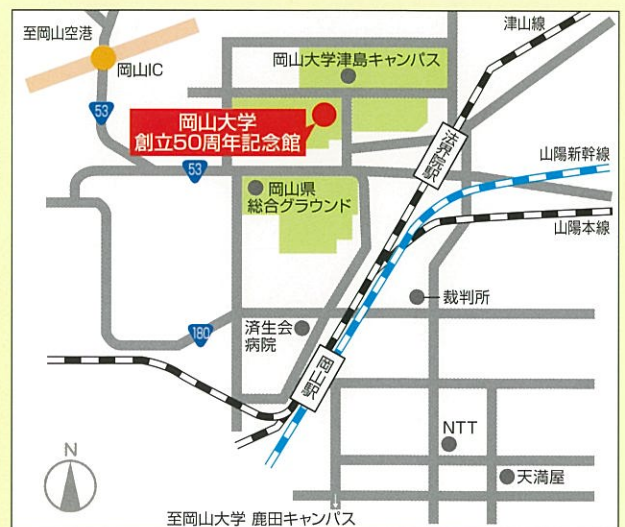 至岡山空港
岡山IC
53
岡山大学津島キャンパス
津山線
岡山大学
創立50周年記念館
法界院駅
山陽新幹線
53
岡山県
総合グラウンド
山陽本線
裁判所
180
済生会
病院
岡山駅
NTT
天満屋
N
至岡山大学 鹿田キャンパス